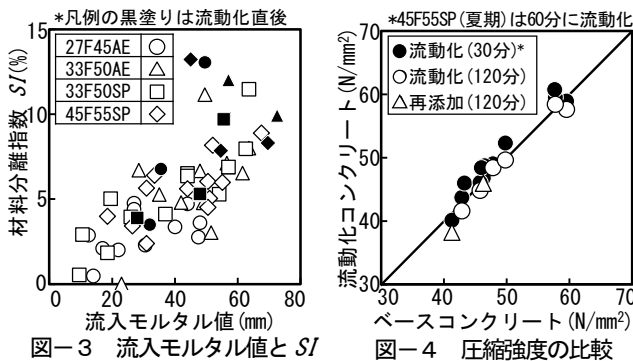 *凡例の黒塗りは流動化直後
材料分離指数 SI(%)
15
10
5
0
27F45AE
33F50AE
33F50SP
45F55SP
0 20 40 60 80
流入モルタル値(mm)
図-3 流入モルタル値と SI
*45F55SP(夏期)は60分に流動化
流動化コンクリート(N/mm²)
70
60
50
40
30
流動化(30分)*
流動化(120分)
再添加(120分)
30 40 50 60 70
ベースコンクリート(N/mm²)
図-4 圧縮強度の比較